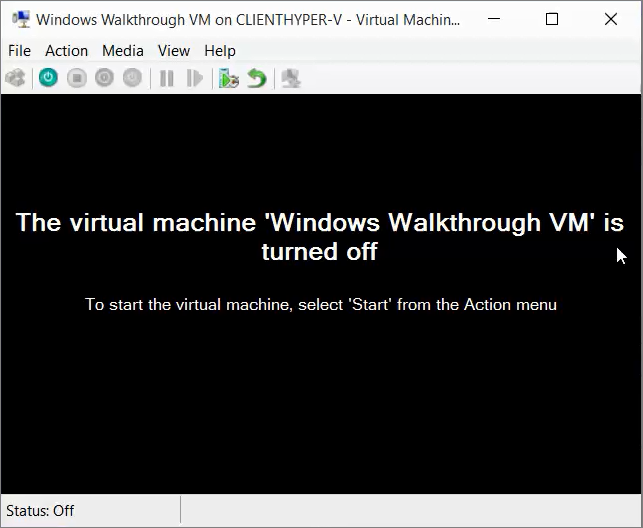 Windows Walkthrough VM on CLIENTHYPER-V - Virtual Machin...
File Action Media View Help
The virtual machine 'Windows Walkthrough VM' is
turned off
To start the virtual machine, select 'Start' from the Action menu
Status: Off